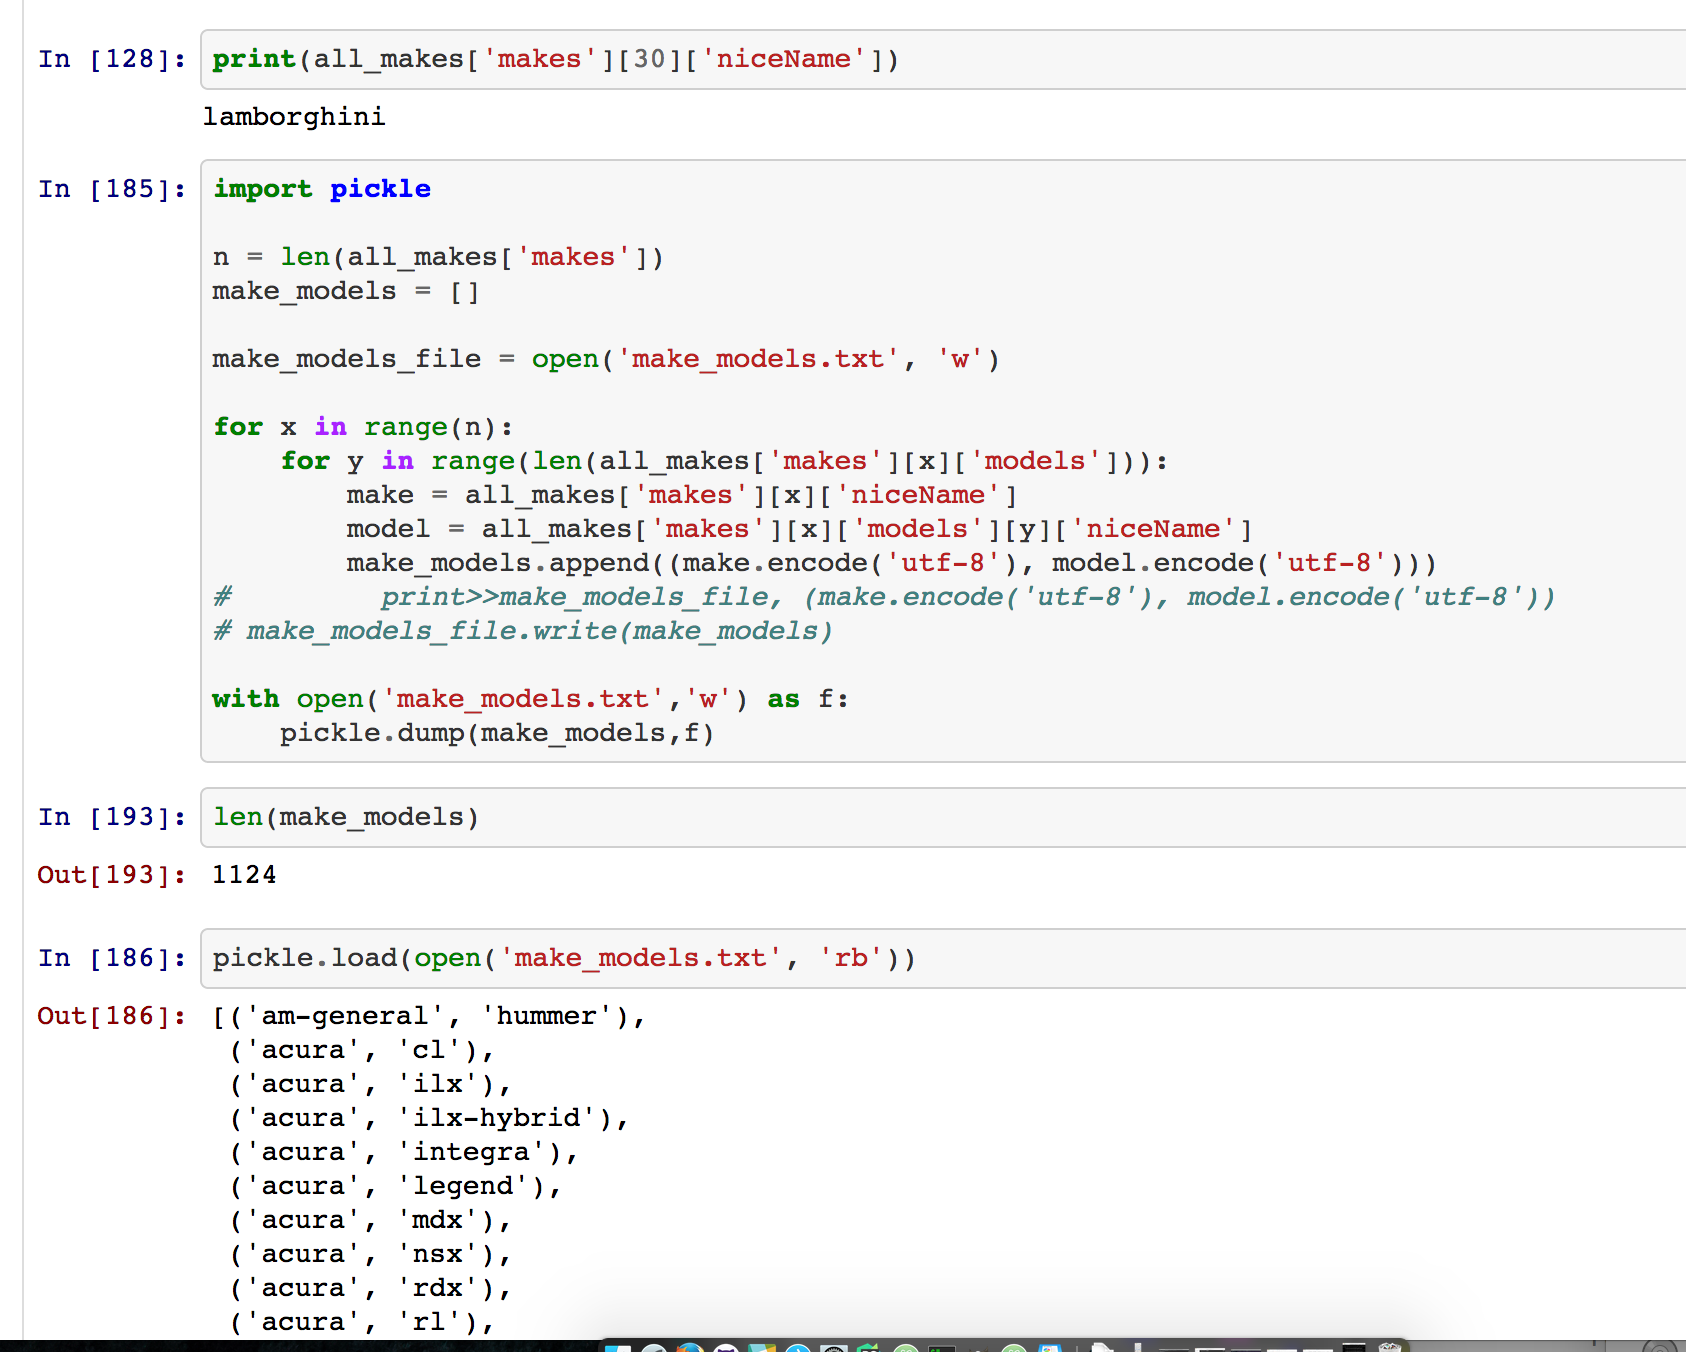 In [128]: print(all_makes['makes'][30]['niceName'])
lamborghini
In [185]: import pickle
n = len(all_makes['makes'])
make_models = []
make_models_file = open('make_models.txt', 'w')
for x in range(n):
    for y in range(len(all_makes['makes'][x]['models'])):
        make = all_makes['makes'][x]['niceName']
        model = all_makes['makes'][x]['models'][y]['niceName']
        make_models.append((make.encode('utf-8'), model.encode('utf-8')))
#         print>>make_models_file, (make.encode('utf-8'), model.encode('utf-8'))
# make_models_file.write(make_models)
with open('make_models.txt','w') as f:
    pickle.dump(make_models,f)
In [193]: len(make_models)
Out[193]: 1124
In [186]: pickle.load(open('make_models.txt', 'rb'))
Out[186]: [('am-general', 'hummer'),
 ('acura', 'cl'),
 ('acura', 'ilx'),
 ('acura', 'ilx-hybrid'),
 ('acura', 'integra'),
 ('acura', 'legend'),
 ('acura', 'mdx'),
 ('acura', 'nsx'),
 ('acura', 'rdx'),
 ('acura', 'rl'),